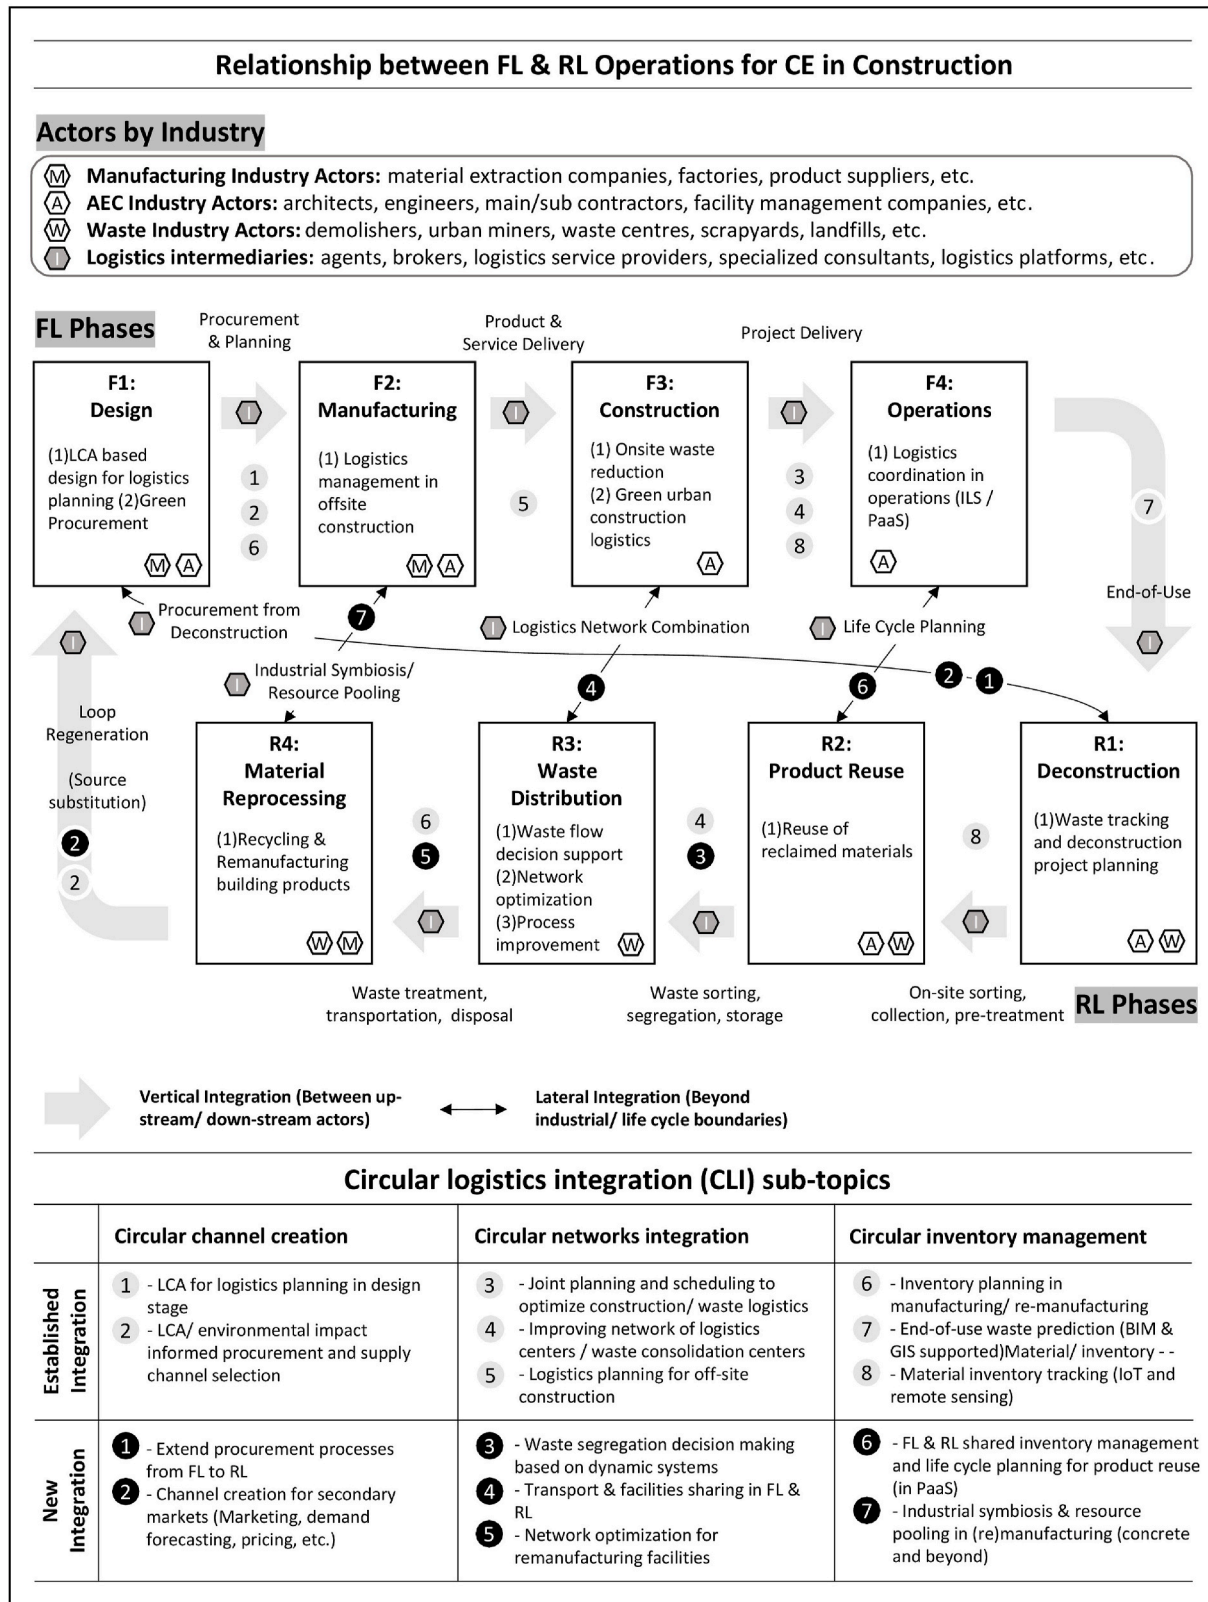 Relationship between FL & RL Operations for CE in Construction
Actors by Industry
M Manufacturing Industry Actors: material extraction companies, factories, product suppliers, etc.
A AEC Industry Actors: architects, engineers, main/sub contractors, facility management companies, etc.
W Waste Industry Actors: demolishers, urban miners, waste centres, scrapyards, landfills, etc.
I Logistics intermediaries: agents, brokers, logistics service providers, specialized consultants, logistics platforms, etc.
FL Phases
Procurement
& Planning
Product &
Service Delivery
Project Delivery
F1:
Design
(1)LCA based
design for logistics
planning (2)Green
Procurement
M A
I
1
2
6
F2:
Manufacturing
(1) Logistics
management in
offsite
construction
M A
I
5
F3:
Construction
(1) Onsite waste
reduction
(2) Green urban
construction
logistics
A
I
3
4
8
F4:
Operations
(1) Logistics
coordination in
operations (ILS /
PaaS)
A
7
End-of-Use
I
I
I Procurement from
Deconstruction
7
I Logistics Network Combination
I Life Cycle Planning
I Industrial Symbiosis/
Resource Pooling
4
6
2
1
Loop
Regeneration
(Source
substitution)
2
2
R4:
Material
Reprocessing
(1)Recycling &
Remanufacturing
building products
W M
6
5
I
R3:
Waste
Distribution
(1)Waste flow
decision support
(2)Network
optimization
(3)Process
improvement
W
4
3
I
R2:
Product Reuse
(1)Reuse of
reclaimed materials
A W
8
I
R1:
Deconstruction
(1)Waste tracking
and deconstruction
project planning
A W
Waste treatment,
transportation, disposal
Waste sorting,
segregation, storage
On-site sorting,
collection, pre-treatment
RL Phases
Vertical Integration (Between up-
stream/ down-stream actors)
Lateral Integration (Beyond
industrial/ life cycle boundaries)
Circular logistics integration (CLI) sub-topics
Circular channel creation
Circular networks integration
Circular inventory management
Established
Integration
1 - LCA for logistics planning in design
stage
2 - LCA/ environmental impact
informed procurement and supply
channel selection
3 - Joint planning and scheduling to
optimize construction/ waste logistics
4 - Improving network of logistics
centers / waste consolidation centers
5 - Logistics planning for off-site
construction
6 - Inventory planning in
manufacturing/ re-manufacturing
7 - End-of-use waste prediction (BIM &
GIS supported)Material/ inventory - -
8 - Material inventory tracking (IoT and
remote sensing)
New
Integration
1 - Extend procurement processes
from FL to RL
2 - Channel creation for secondary
markets (Marketing, demand
forecasting, pricing, etc.)
3 - Waste segregation decision making
based on dynamic systems
4 - Transport & facilities sharing in FL &
RL
5 - Network optimization for
remanufacturing facilities
6 - FL & RL shared inventory management
and life cycle planning for product reuse
(in PaaS)
7 - Industrial symbiosis & resource
pooling in (re)manufacturing (concrete
and beyond)